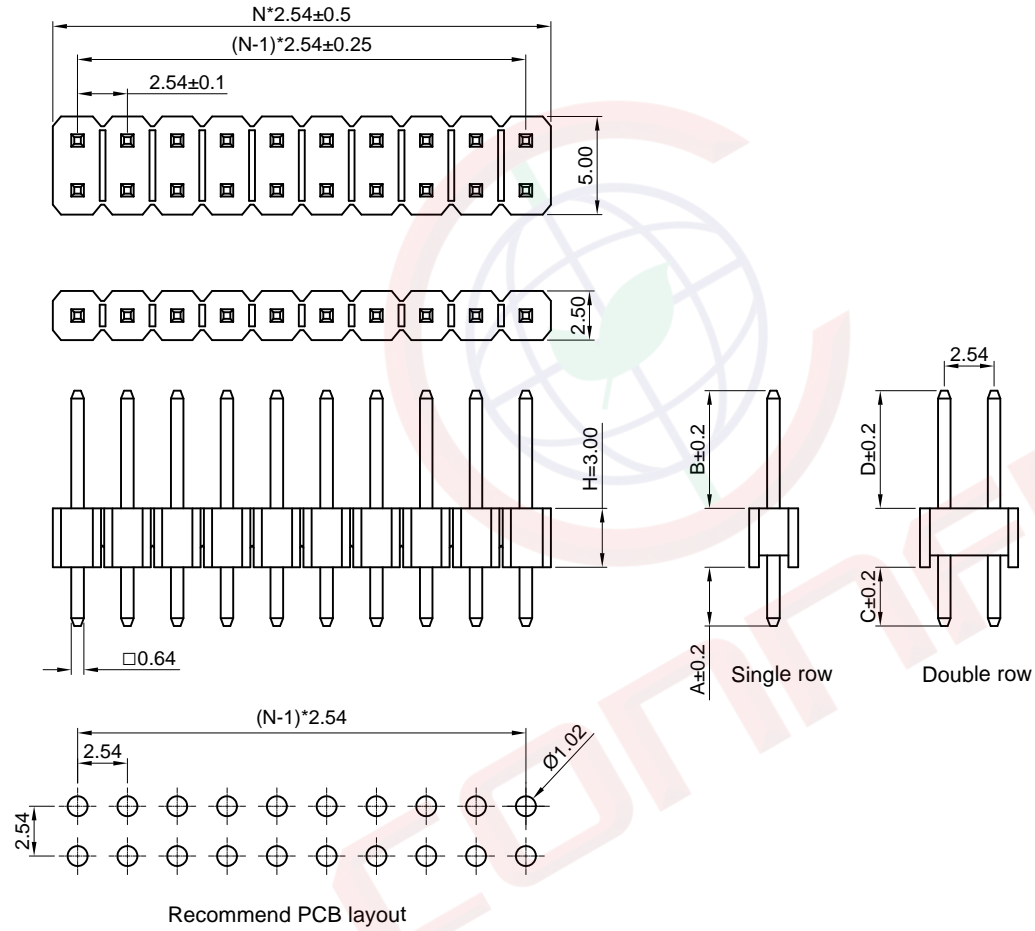 N*2.54±0.5
(N-1)*2.54±0.25
2.54±0.1
5.00
2.50
H=3.00
B±0.2
A±0.2
Single row
2.54
D±0.2
C±0.2
Double row
□0.64
(N-1)*2.54
2.54
Ø1.02
2.54
Recommend PCB layout
CONN